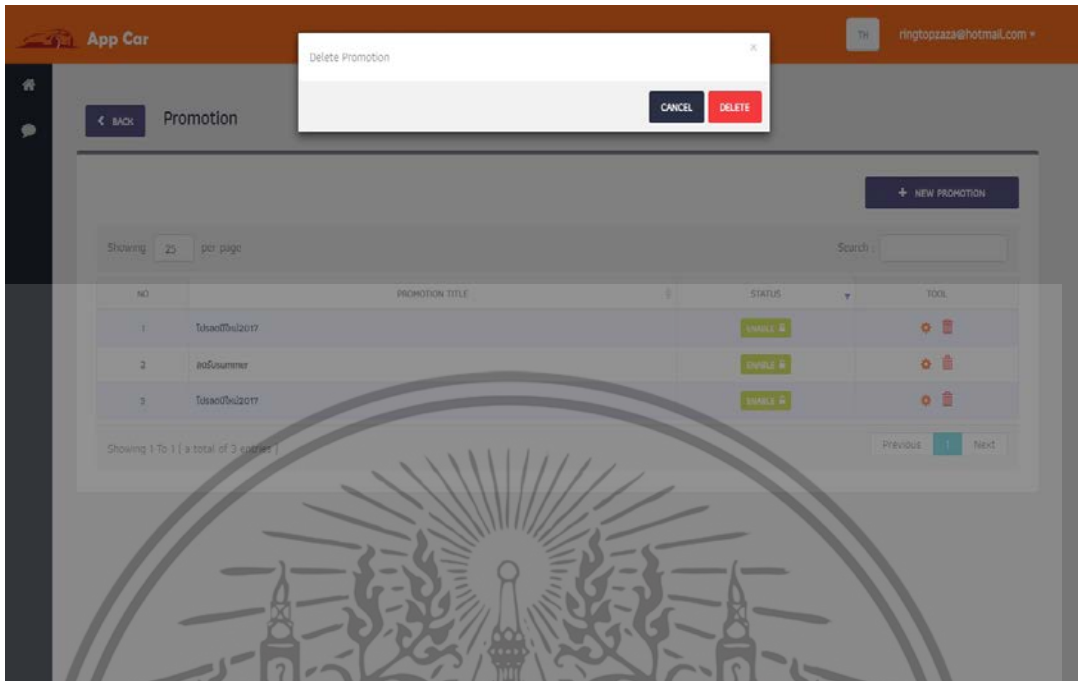 App Car
TH
ringtopzaza@hotmail.com
Delete Promotion
×
CANCEL
DELETE
BACK
Promotion
+ NEW PROMOTION
Showing 25 per page
Search :
NO PROMOTION TITLE STATUS TOOL
1 โปรลดปีใหม่2017 ENABLE
2 ลดรับsummer ENABLE
3 โปรลดปีใหม่2017 ENABLE
Showing 1 To 1 ( a total of 3 entries )
Previous 1 Next